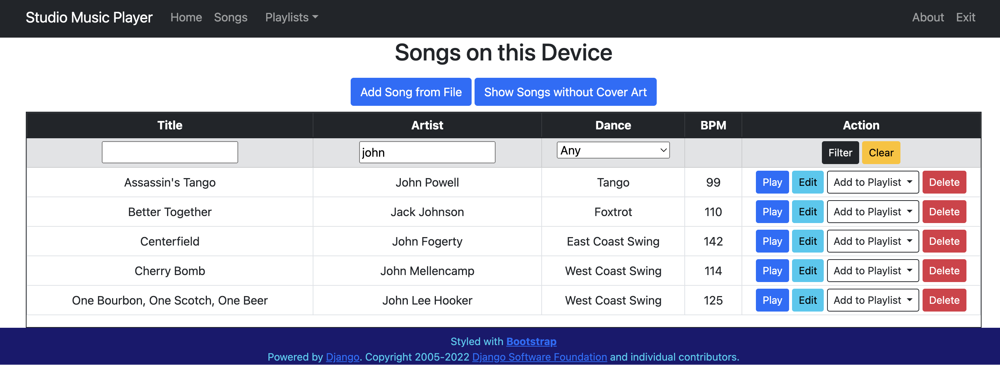 Studio Music Player Home Songs Playlists About Exit
Songs on this Device
Add Song from File Show Songs without Cover Art
Title Artist Dance BPM Action
john Any Filter Clear
Assassin's Tango John Powell Tango 99 Play Edit Add to Playlist Delete
Better Together Jack Johnson Foxtrot 110 Play Edit Add to Playlist Delete
Centerfield John Fogerty East Coast Swing 142 Play Edit Add to Playlist Delete
Cherry Bomb John Mellencamp West Coast Swing 114 Play Edit Add to Playlist Delete
One Bourbon, One Scotch, One Beer John Lee Hooker West Coast Swing 125 Play Edit Add to Playlist Delete
Styled with Bootstrap
Powered by Django. Copyright 2005-2022 Django Software Foundation and individual contributors.